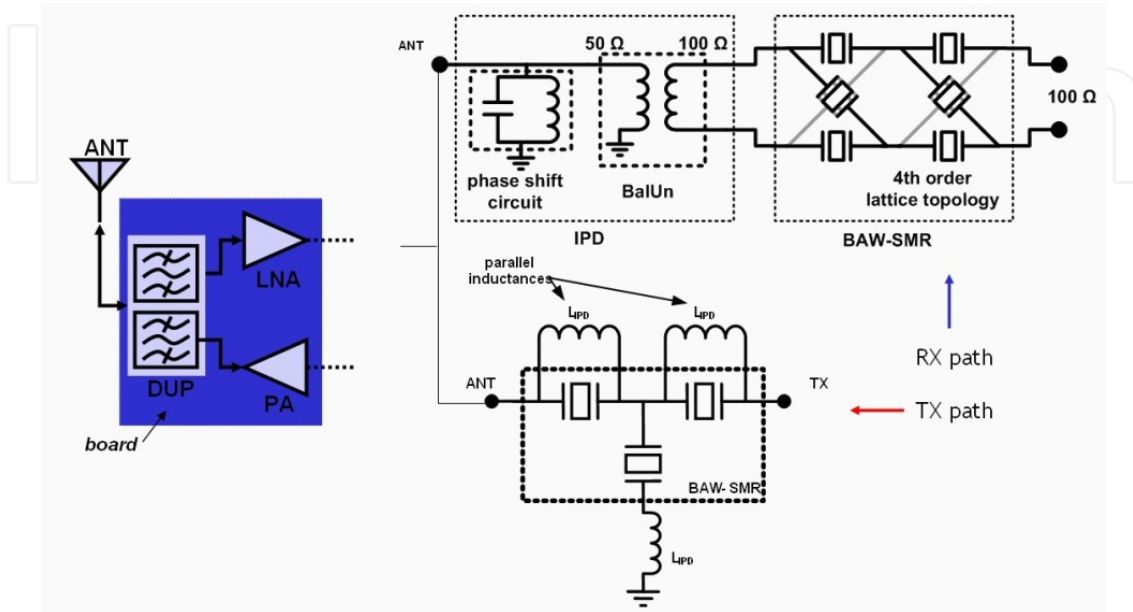 ANT
LNA
DUP
PA
board
ANT
50 Ω
100 Ω
phase shift
circuit
BalUn
IPD
100 Ω
4th order
lattice topology
BAW-SMR
parallel
inductances
LIPD
LIPD
ANT
TX
BAW- SMR
LIPD
RX path
TX path